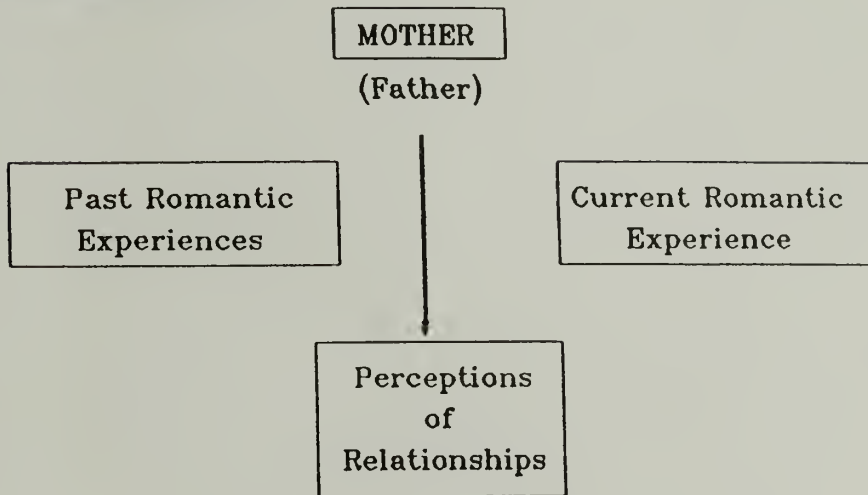 MOTHER
(Father)
Past Romantic
Experiences
Current Romantic
Experience
Perceptions
of
Relationships